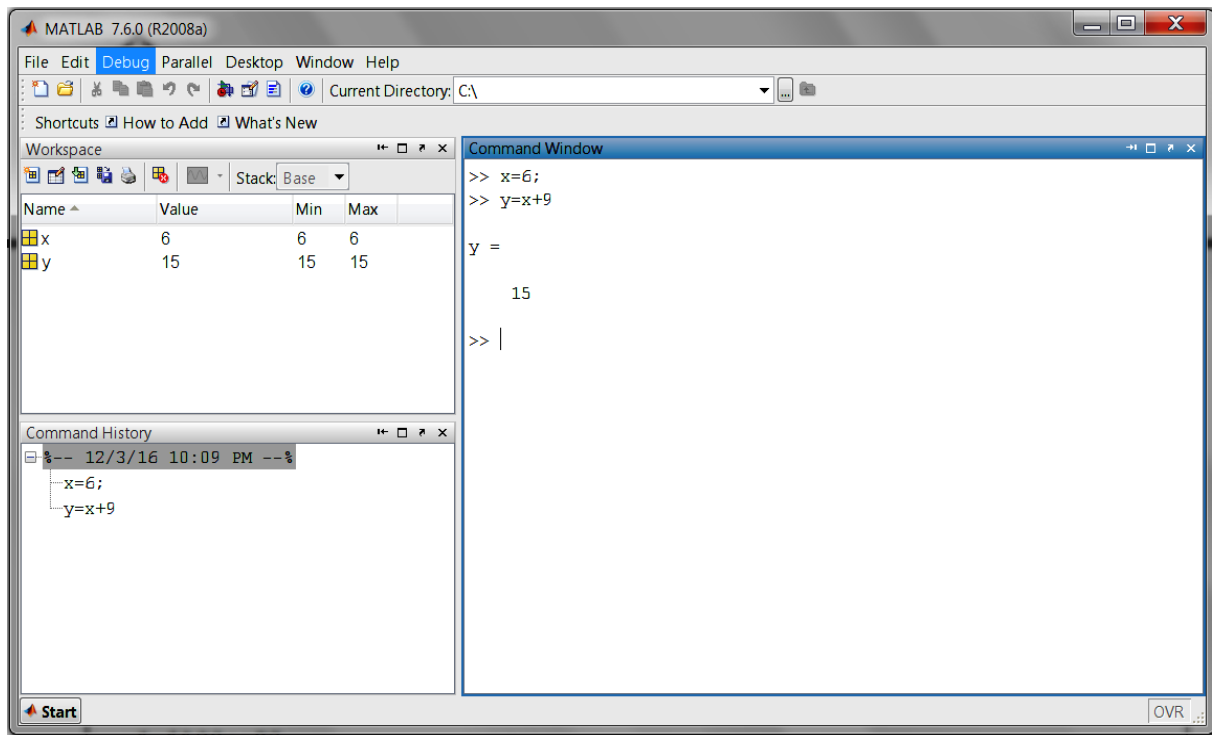 MATLAB 7.6.0 (R2008a)
File Edit Debug Parallel Desktop Window Help
Current Directory: C:\
Shortcuts How to Add What's New
Workspace
Stack: Base
Name Value Min Max
x 6 6 6
y 15 15 15
Command History
%-- 12/3/16 10:09 PM --%
x=6;
y=x+9
Command Window
>> x=6;
>> y=x+9
y =
15
>>
Start
OVR